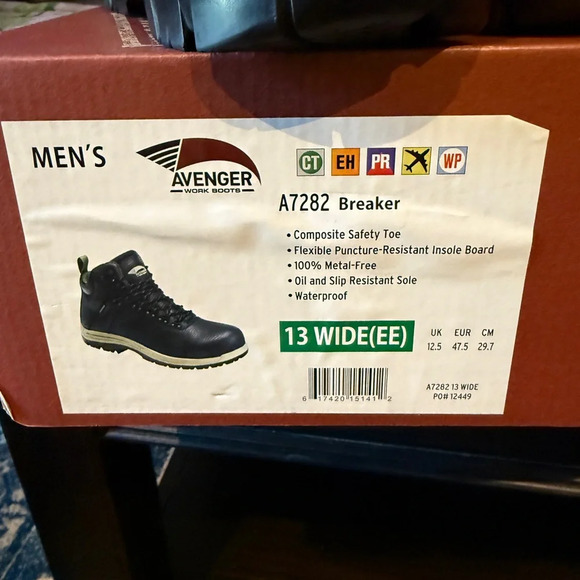 MEN'S
AVENGER
WORK BOOTS
CT EH PR WP
A7282 Breaker
• Composite Safety Toe
• Flexible Puncture-Resistant Insole Board
• 100% Metal-Free
• Oil and Slip Resistant Sole
• Waterproof
13 WIDE(EE)
UK EUR CM
12.5 47.5 29.7
6 17420 15141 2
A7282 13 WIDE
PO# 12449